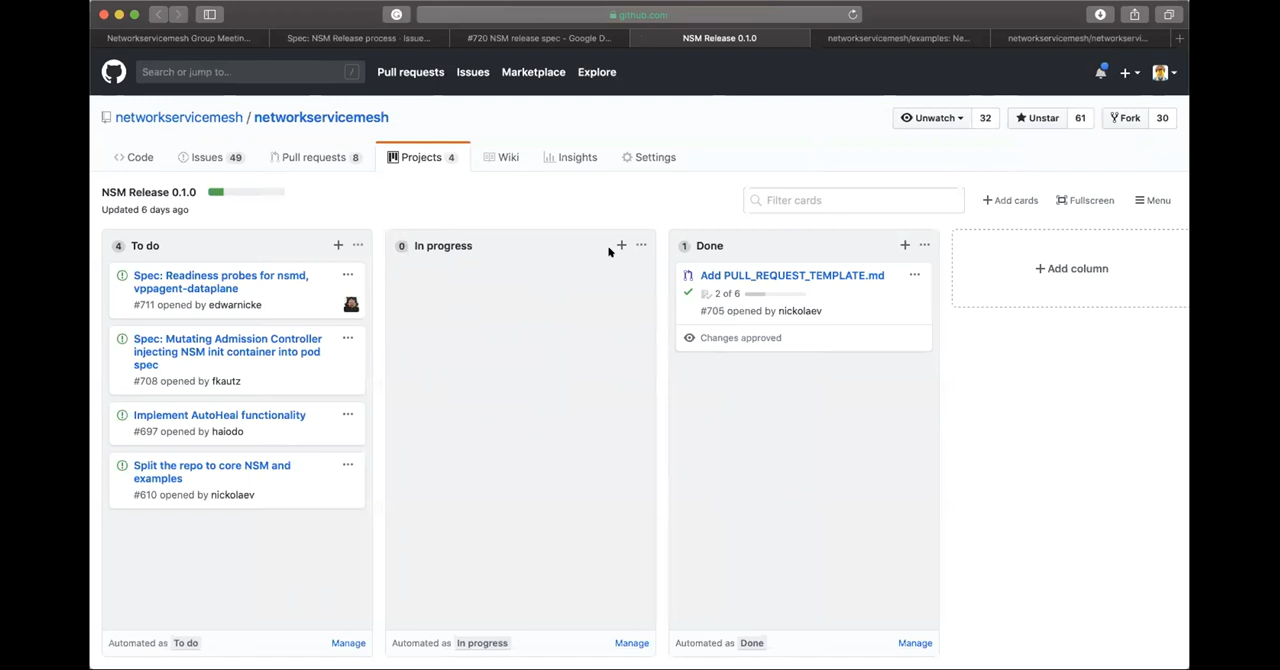 github.com
Networkservicemesh Group Meetin...
Spec: NSM Release process · Issue...
#720 NSM release spec - Google D...
NSM Release 0.1.0
networkservicemesh/examples: Ne...
networkservicemesh/networkservi...
Search or jump to...
/
Pull requests
Issues
Marketplace
Explore
networkservicemesh / networkservicemesh
Unwatch
32
Unstar
61
Fork
30
Code
Issues 49
Pull requests 8
Projects 4
Wiki
Insights
Settings
NSM Release 0.1.0
Updated 6 days ago
Filter cards
Add cards
Fullscreen
Menu
4 To do
Spec: Readiness probes for nsmd,
vppagent-dataplane
#711 opened by edwarnicke
Spec: Mutating Admission Controller
injecting NSM init container into pod
spec
#708 opened by fkautz
Implement AutoHeal functionality
#697 opened by haiodo
Split the repo to core NSM and
examples
#610 opened by nickolaev
Automated as To do
Manage
0 In progress
Automated as In progress
Manage
1 Done
Add PULL_REQUEST_TEMPLATE.md
2 of 6
#705 opened by nickolaev
Changes approved
Automated as Done
Manage
Add column